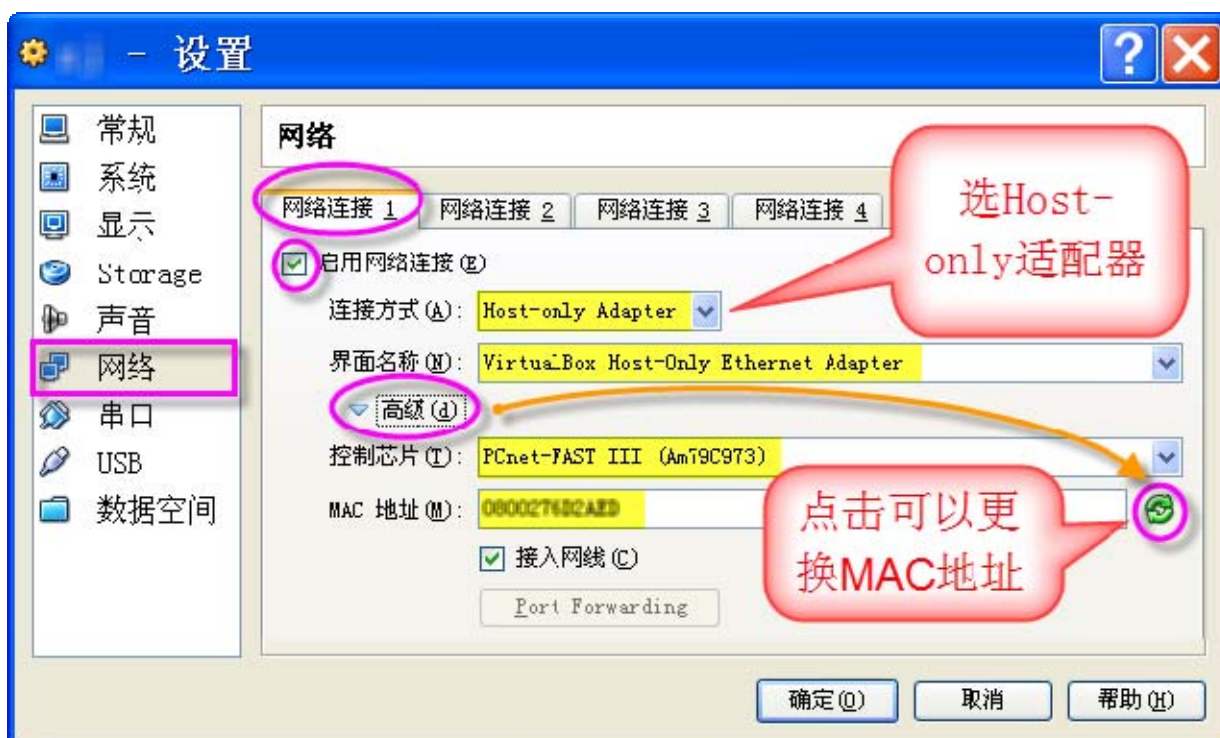 - 设置
常规
系统
显示
Storage
声音
网络
串口
USB
数据空间
网络
网络连接 1
网络连接 2
网络连接 3
网络连接 4
启用网络连接(E)
连接方式(A): Host-only Adapter
界面名称(N): VirtualBox Host-Only Ethernet Adapter
高级(d)
控制芯片(T): PCnet-FAST III (Am79C973)
MAC 地址(M):
接入网线(C)
Port Forwarding
选Host-
only适配器
点击可以更
换MAC地址
确定(O)
取消
帮助(H)